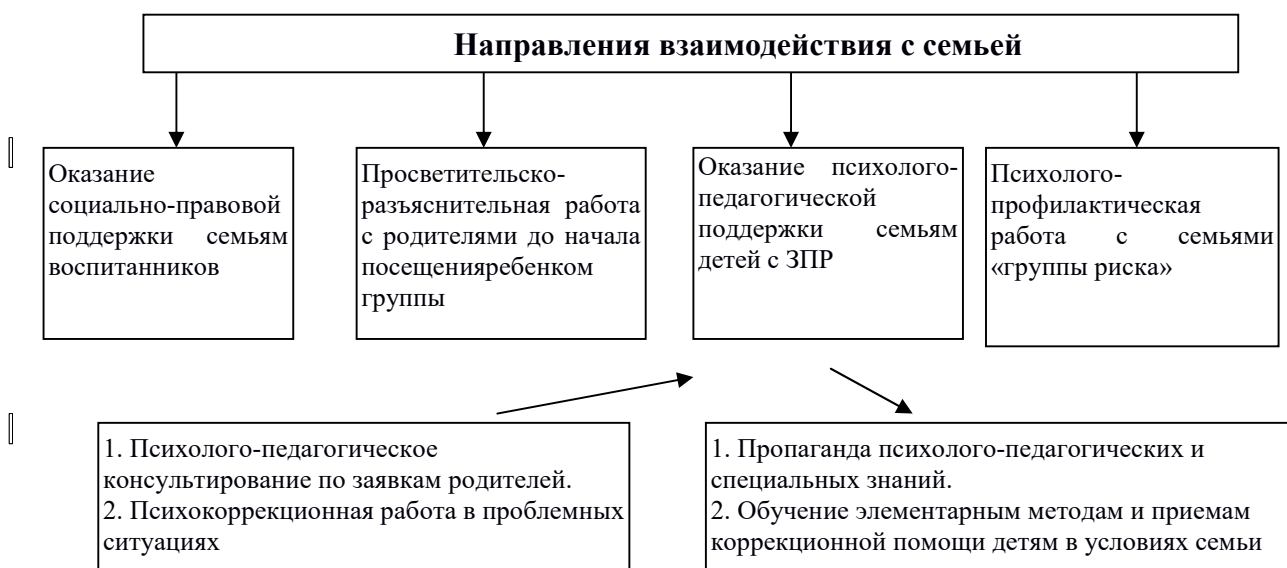 Направления взаимодействия с семьей
Оказание
социально-правовой
поддержки семьям
воспитанников
Просветительско-
разъяснительная работа
с родителями до начала
посещенияребенком
группы
Оказание психолого-
педагогической
поддержки семьям
детей с ЗПР
Психолого-
профилактическая
работа с семьями
«группы риска»
1. Психолого-педагогическое
консультирование по заявкам родителей.
2. Психокоррекционная работа в проблемных
ситуациях
1. Пропаганда психолого-педагогических и
специальных знаний.
2. Обучение элементарным методам и приемам
коррекционной помощи детям в условиях семьи